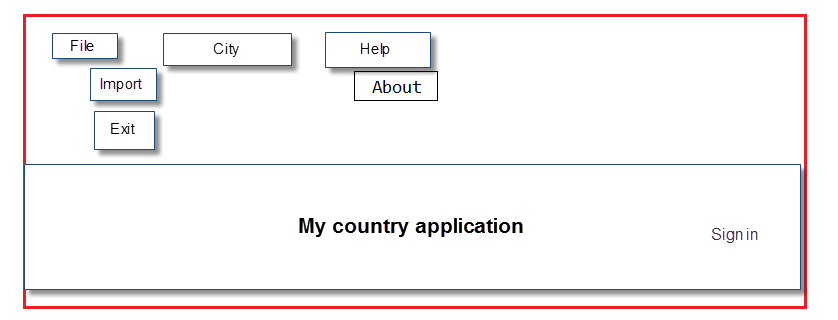 File
City
Help
Import
About
Exit
My country application
Sign in